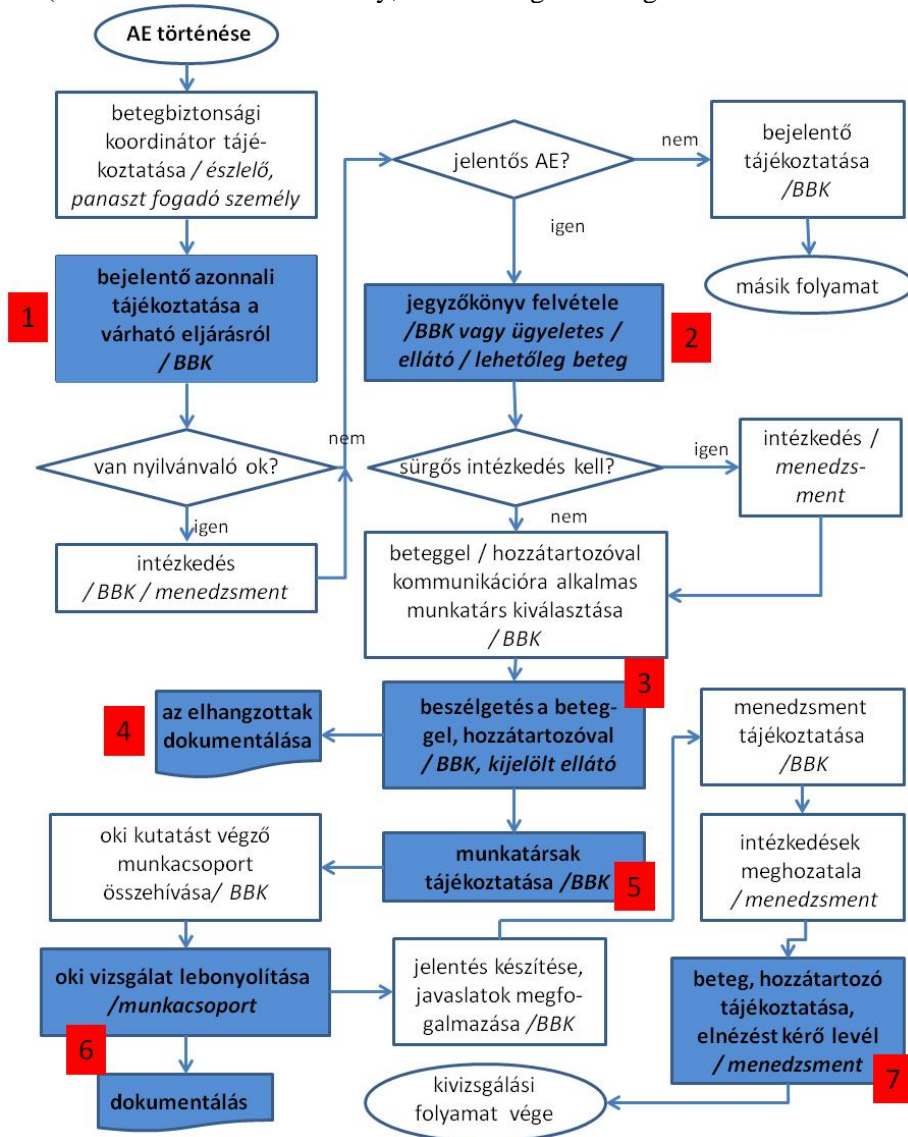 AE történése
betegbiztonsági
koordinátor tájé-
koztatása / észlelő,
panaszt fogadó személy
1
bejelentő azonnali
tájékoztatása a
várható eljárásról
/ BBK
van nyilvánvaló ok?
nem
igen
intézkedés
/ BBK / menedzsment
jelentős AE?
nem
bejelentő
tájékoztatása
/BBK
másik folyamat
igen
jegyzőkönyv felvétele
/BBK vagy ügyeletes /
ellátó / lehetőleg beteg
2
sürgős intézkedés kell?
igen
intézkedés /
menedzs-
ment
nem
beteggel / hozzátartozóval
kommunikációra alkalmas
munkatárs kiválasztása
/ BBK
3
beszélgetés a beteg-
gel, hozzátartozóval
/ BBK, kijelölt ellátó
4
az elhangzottak
dokumentálása
munkatársak
tájékoztatása /BBK
5
oki kutatást végző
munkacsoport
összehívása/ BBK
oki vizsgálat lebonyolítása
/munkacsoport
6
dokumentálás
jelentés készítése,
javaslatok megfo-
galmazása /BBK
menedzsment
tájékoztatása
/BBK
intézkedések
meghozatala
/ menedzsment
beteg, hozzátartozó
tájékoztatása,
elnézést kérő levél
/ menedzsment
7
kivizsgálási
folyamat vége